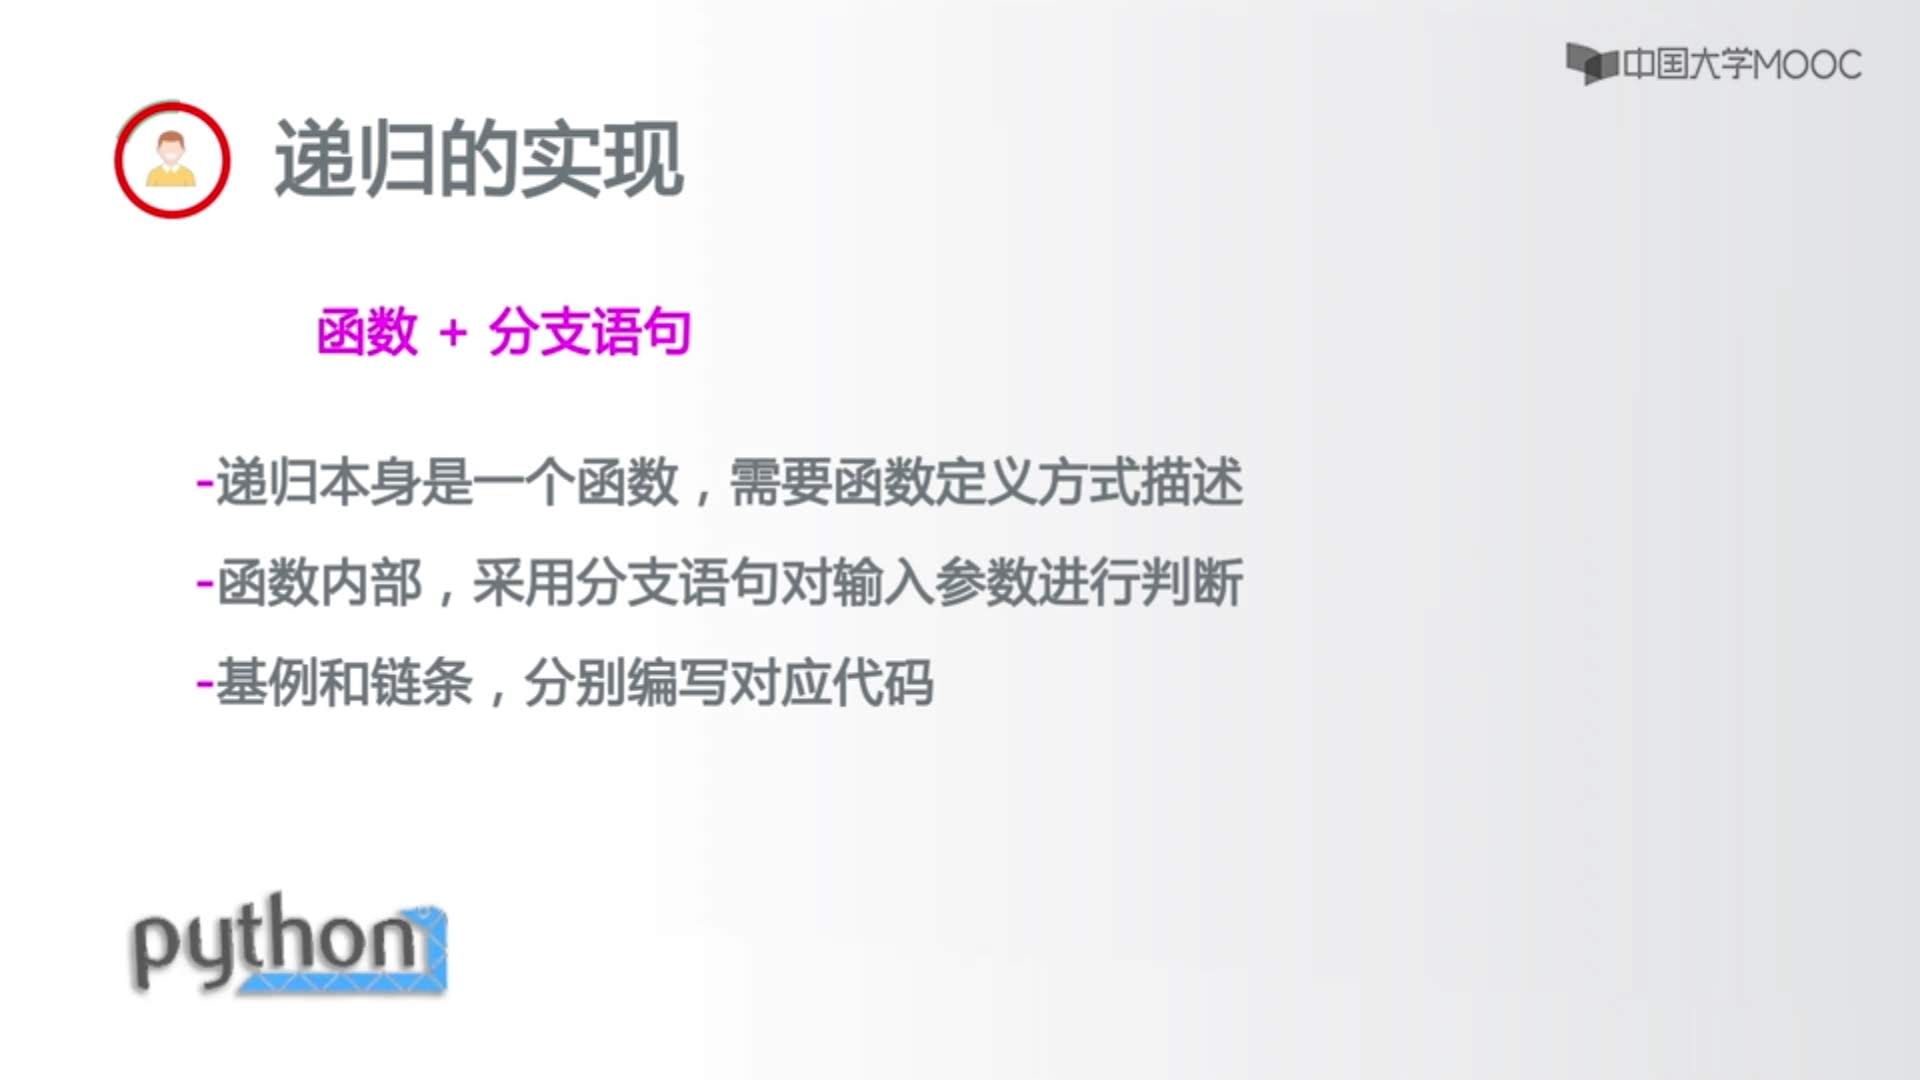 中国大学MOOC
递归的实现
函数 + 分支语句
-递归本身是一个函数，需要函数定义方式描述
-函数内部，采用分支语句对输入参数进行判断
-基例和链条，分别编写对应代码
python